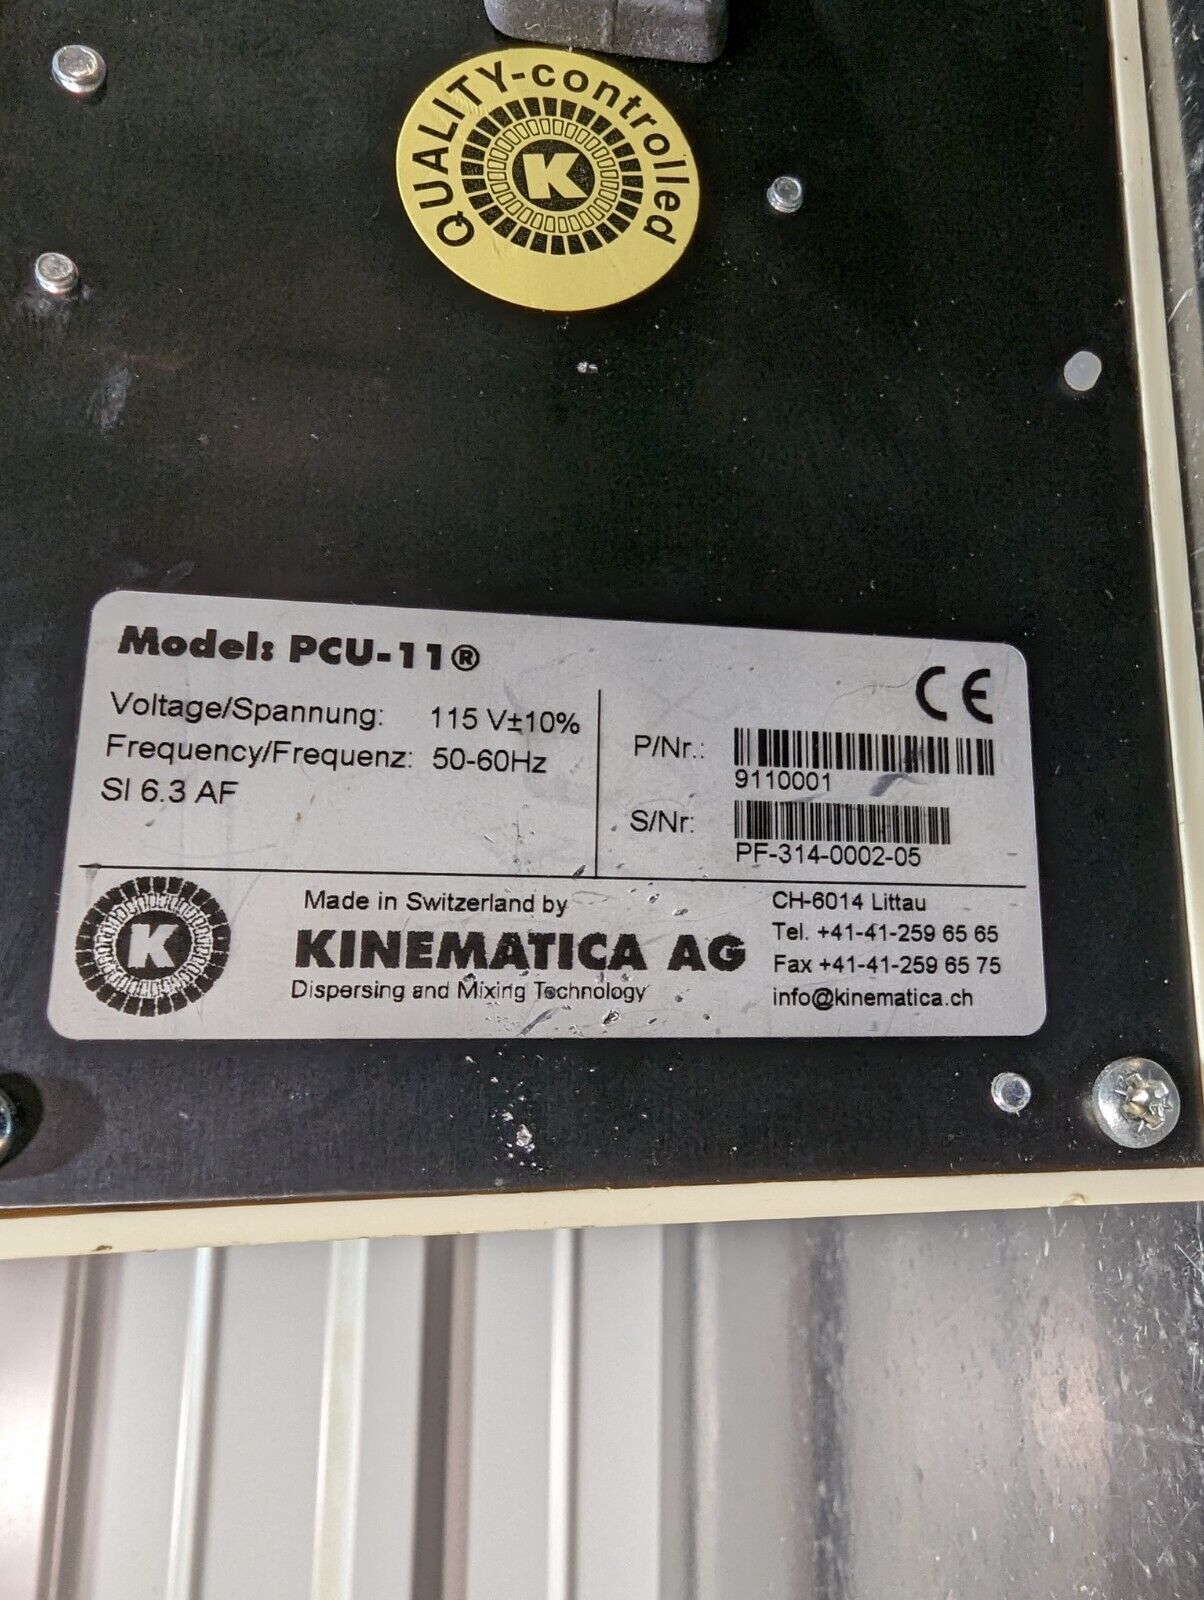 QUALITY-controlled
K
Model: PCU-11®
CE
Voltage/Spannung: 115 V±10%
Frequency/Frequenz: 50-60Hz
SI 6.3 AF
P/Nr.:
9110001
S/Nr:
PF-314-0002-05
K
Made in Switzerland by
KINEMATICA AG
Dispersing and Mixing Technology
CH-6014 Littau
Tel. +41-41-259 65 65
Fax +41-41-259 65 75
info@kinematica.ch